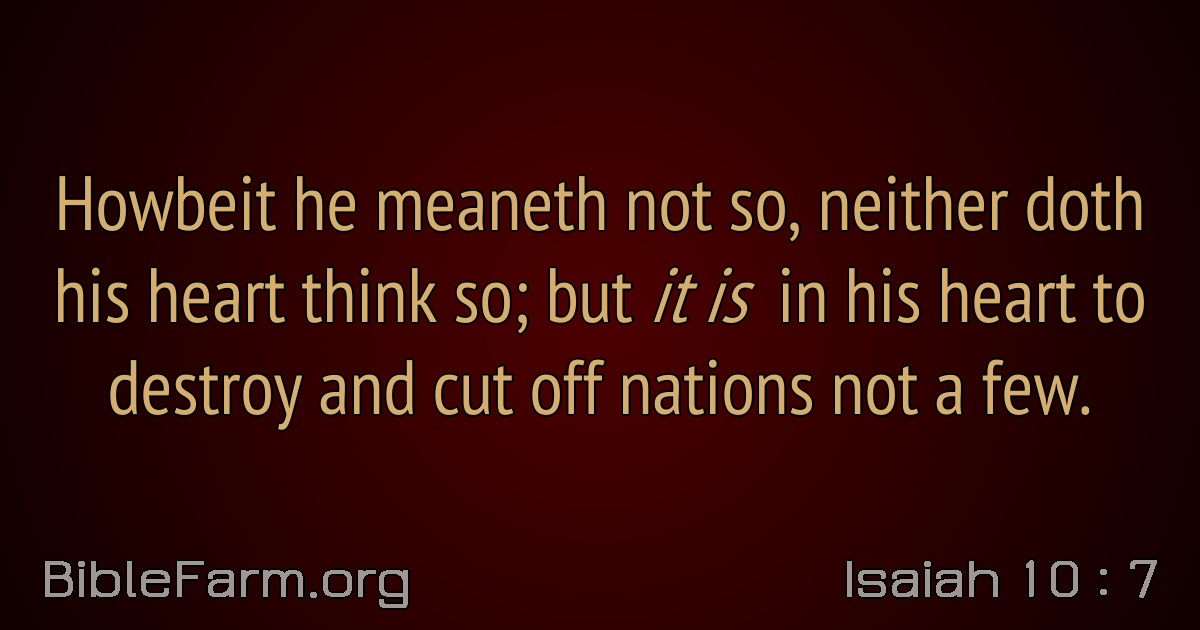 Howbeit he meaneth not so, neither doth
his heart think so; but it is in his heart to
destroy and cut off nations not a few.
BibleFarm.org
Isaiah 10 : 7